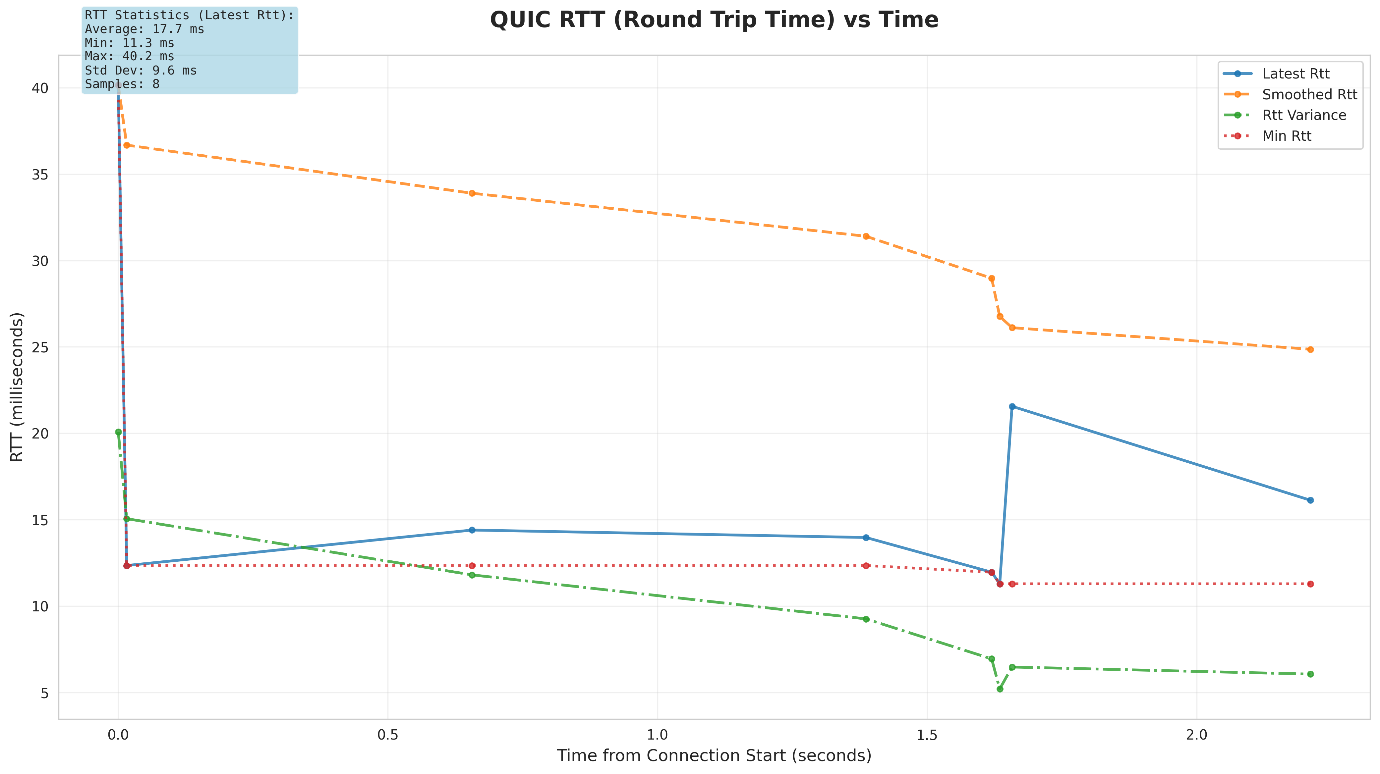 QUIC RTT (Round Trip Time) vs Time
RTT Statistics (Latest Rtt):
Average: 17.7 ms
Min: 11.3 ms
Max: 40.2 ms
Std Dev: 9.6 ms
Samples: 8
Latest Rtt
Smoothed Rtt
Rtt Variance
Min Rtt
RTT (milliseconds)
40
35
30
25
20
15
10
5
0.0
0.5
1.0
1.5
2.0
Time from Connection Start (seconds)